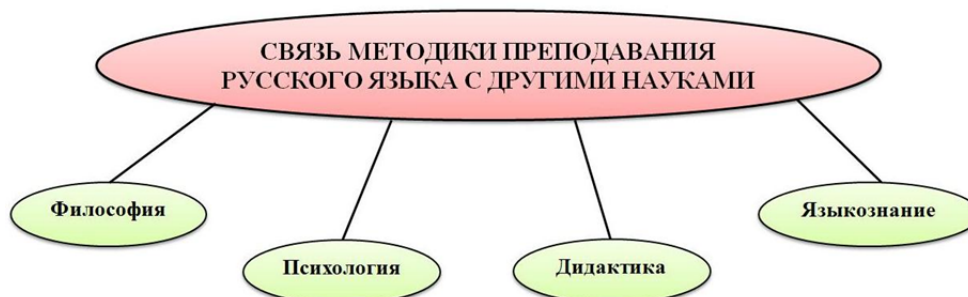 СВЯЗЬ МЕТОДИКИ ПРЕПОДАВАНИЯ
РУССКОГО ЯЗЫКА С ДРУГИМИ НАУКАМИ
Философия
Психология
Дидактика
Языкознание